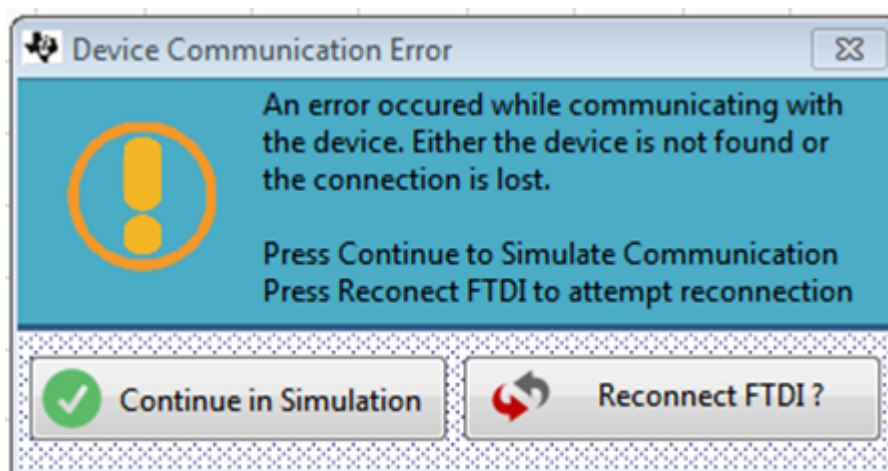 Device Communication Error
An error occured while communicating with
the device. Either the device is not found or
the connection is lost.
Press Continue to Simulate Communication
Press Reconect FTDI to attempt reconnection
Continue in Simulation
Reconnect FTDI ?